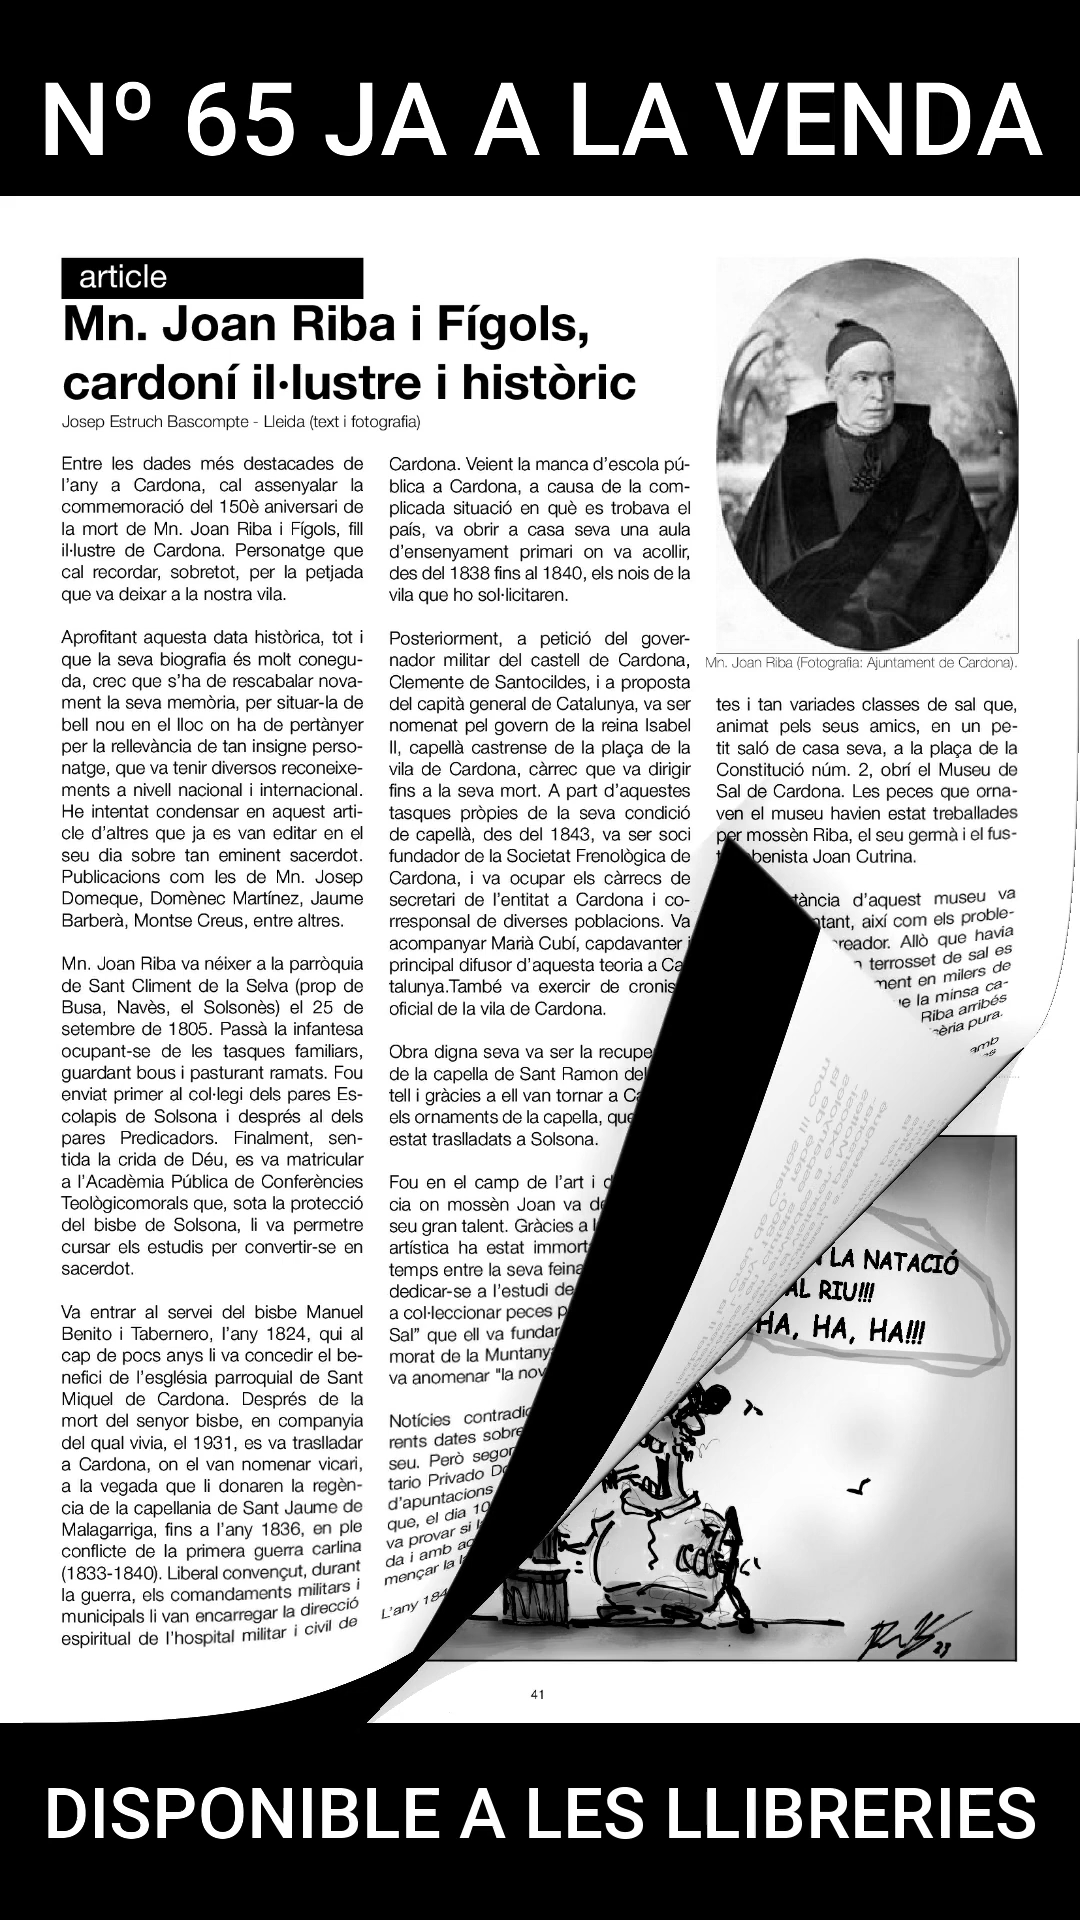 Nº 65 JA A LA VENDA
article
Mn. Joan Riba i Fígols,
cardoní il·lustre i històric
Josep Estruch Bascompte - Lleida (text i fotografia)
Entre les dades més destacades de
l'any a Cardona, cal assenyalar la
commemoració del 150è aniversari de
la mort de Mn. Joan Riba i Fígols, fill
il·lustre de Cardona. Personatge que
cal recordar, sobretot, per la petjada
que va deixar a la nostra vila.
Aprofitant aquesta data històrica, tot i
que la seva biografia és molt conegu-
da, crec que s'ha de rescabalar nova-
ment la seva memòria, per situar-la de
bell nou en el lloc on ha de pertànyer
per la rellevància de tan insigne perso-
natge, que va tenir diversos reconeixe-
ments a nivell nacional i internacional.
He intentat condensar en aquest arti-
cle d'altres que ja es van editar en el
seu dia sobre tan eminent sacerdot.
Publicacions com les de Mn. Josep
Domeque, Domènec Martínez, Jaume
Barberà, Montse Creus, entre altres.
Mn. Joan Riba va néixer a la parròquia
de Sant Climent de la Selva (prop de
Busa, Navès, el Solsonès) el 25 de
setembre de 1805. Passà la infantesa
ocupant-se de les tasques familiars,
guardant bous i pasturant ramats. Fou
enviat primer al col·legi dels pares Es-
colapis de Solsona i després al dels
pares Predicadors. Finalment, sen-
tida la crida de Déu, es va matricular
a l'Acadèmia Pública de Conferències
Teològicomorals que, sota la protecció
del bisbe de Solsona, li va permetre
cursar els estudis per convertir-se en
sacerdot.
Va entrar al servei del bisbe Manuel
Benito i Tabernero, l'any 1824, qui al
cap de pocs anys li va concedir el be-
nefici de l'església parroquial de Sant
Miquel de Cardona. Després de la
mort del senyor bisbe, en companyia
del qual vivia, el 1931, es va traslladar
a Cardona, on el van nomenar vicari,
a la vegada que li donaren la regèn-
cia de la capellania de Sant Jaume de
Malagarriga, fins a l'any 1836, en ple
conflicte de la primera guerra carlina
(1833-1840). Liberal convençut, durant
la guerra, els comandaments militars i
municipals li van encarregar la direcció
espiritual de l'hospital militar i civil de
Cardona. Veient la manca d'escola pú-
blica a Cardona, a causa de la com-
plicada situació en què es trobava el
país, va obrir a casa seva una aula
d'ensenyament primari on va acollir,
des del 1838 fins al 1840, els nois de la
vila que ho sol·licitaren.
Posteriorment, a petició del gover-
nador militar del castell de Cardona,
Clemente de Santocildes, i a proposta
del capità general de Catalunya, va ser
nomenat pel govern de la reina Isabel
II, capellà castrense de la plaça de la
vila de Cardona, càrrec que va dirigir
fins a la seva mort. A part d'aquestes
tasques pròpies de la seva condició
de capellà, des del 1843, va ser soci
fundador de la Societat Frenològica de
Cardona, i va ocupar els càrrecs de
secretari de l'entitat a Cardona i co-
rresponsal de diverses poblacions. Va
acompanyar Marià Cubí, capdavanter i
principal difusor d'aquesta teoria a Ca
talunya.També va exercir de cronis
oficial de la vila de Cardona.
Obra digna seva va ser la recupe
de la capella de Sant Ramon del
tell i gràcies a ell van tornar a Ca
els ornaments de la capella, que
estat traslladats a Solsona.
Fou en el camp de l'art i d
cia on mossèn Joan va de
seu gran talent. Gràcies a l
artística ha estat immort
temps entre la seva feina
dedicar-se a l'estudi de
a col·leccionar peces p
Sal" que ell va fundar
morat de la Muntany
va anomenar "la nov
Notícies contradic
rents dates sobre
seu. Però segon
tario Privado De
d'apuntacions
que, el dia 10
va provar si l
da i amb ac
mençar la l
L'any 184
Mn. Joan Riba (Fotografia: Ajuntament de Cardona).
tes i tan variades classes de sal que,
animat pels seus amics, en un pe-
tit saló de casa seva, a la plaça de la
Constitució núm. 2, obrí el Museu de
Sal de Cardona. Les peces que orna-
ven el museu havien estat treballades
per mossèn Riba, el seu germà i el fus-
benista Joan Cutrina.
tància d'aquest museu va
tant, així com els proble-
reador. Allò que havia
terrosset de sal es
ment en milers de
e la minsa ca-
Riba arribés
èria pura.
amb
LA NATACIÓ
AL RIU!!!
HA, HA, HA!!!
23
41
DISPONIBLE A LES LLIBRERIES